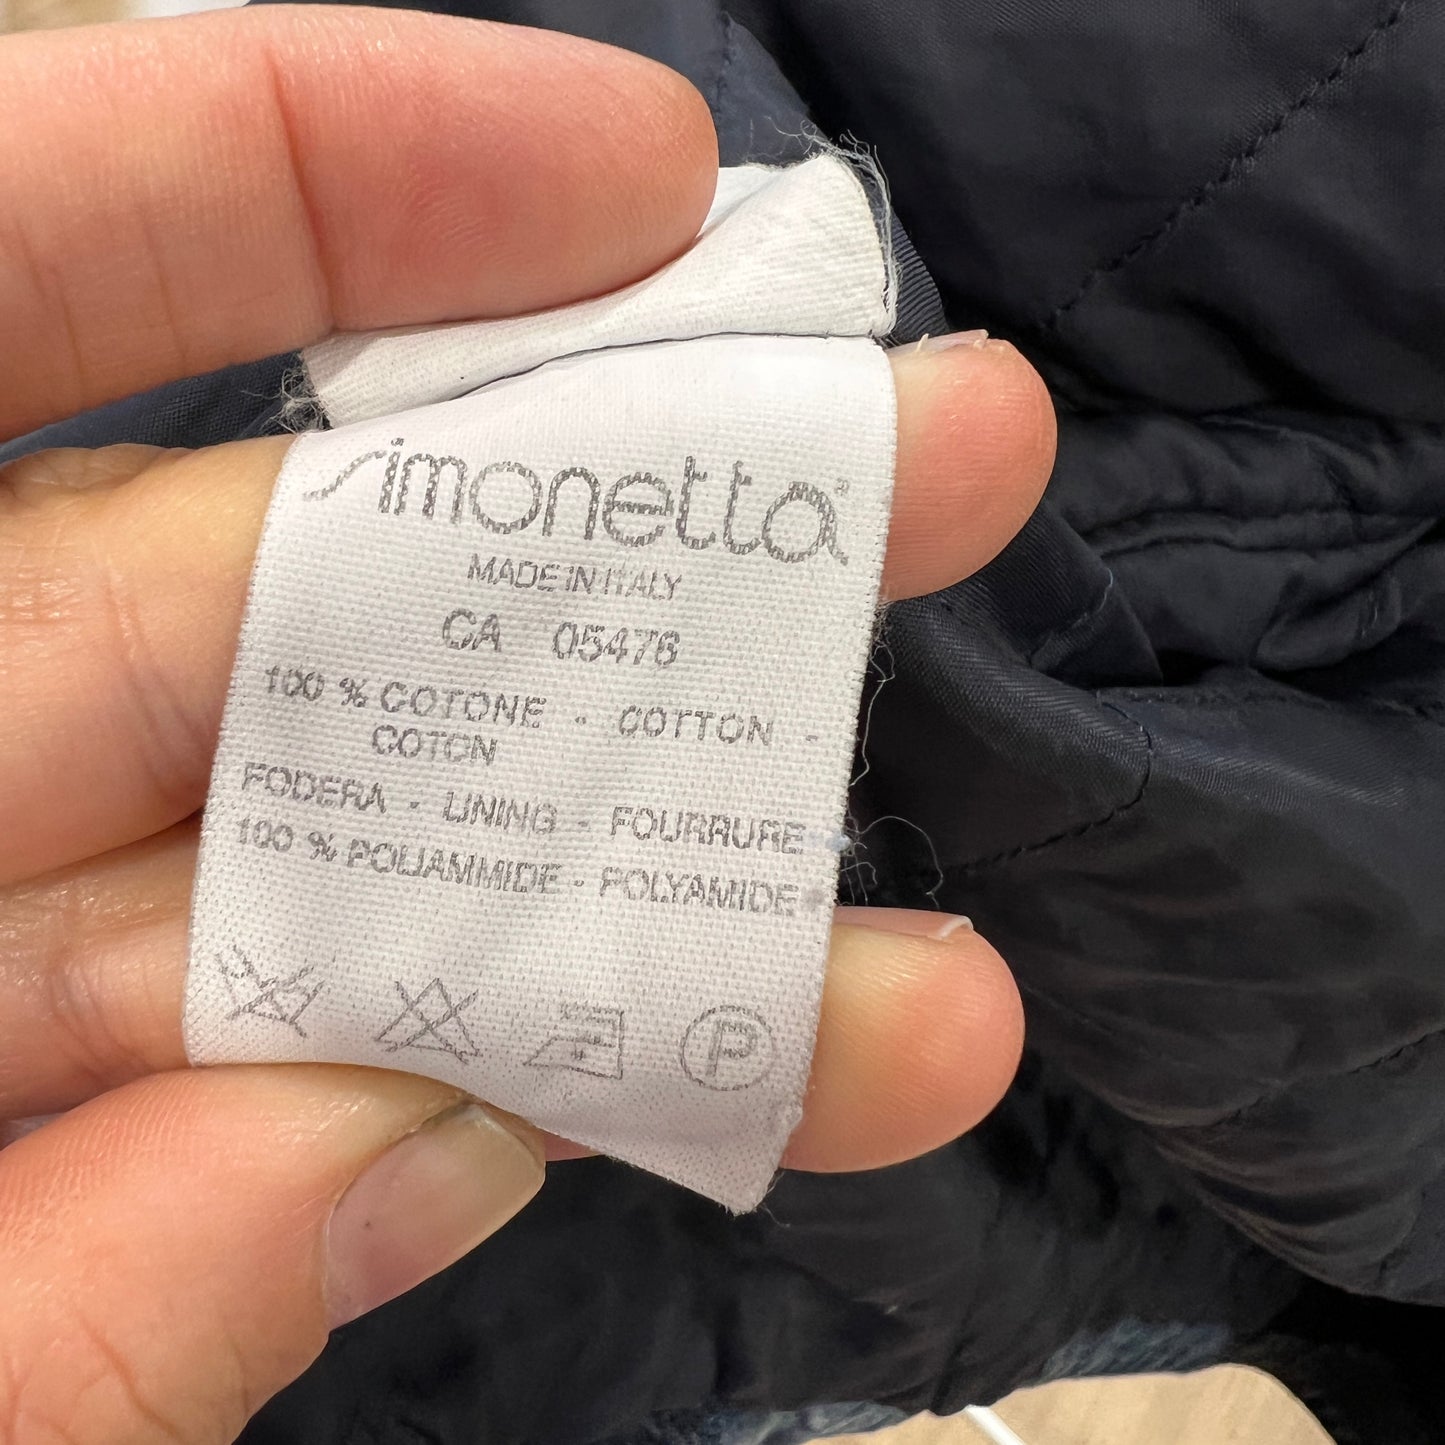 simonetta®
MADE IN ITALY
CA 05476
100 % COTONE - COTTON -
COTON
FODERA - LINING - FOURRURE
100 % POLIAMMIDE - POLYAMIDE
P